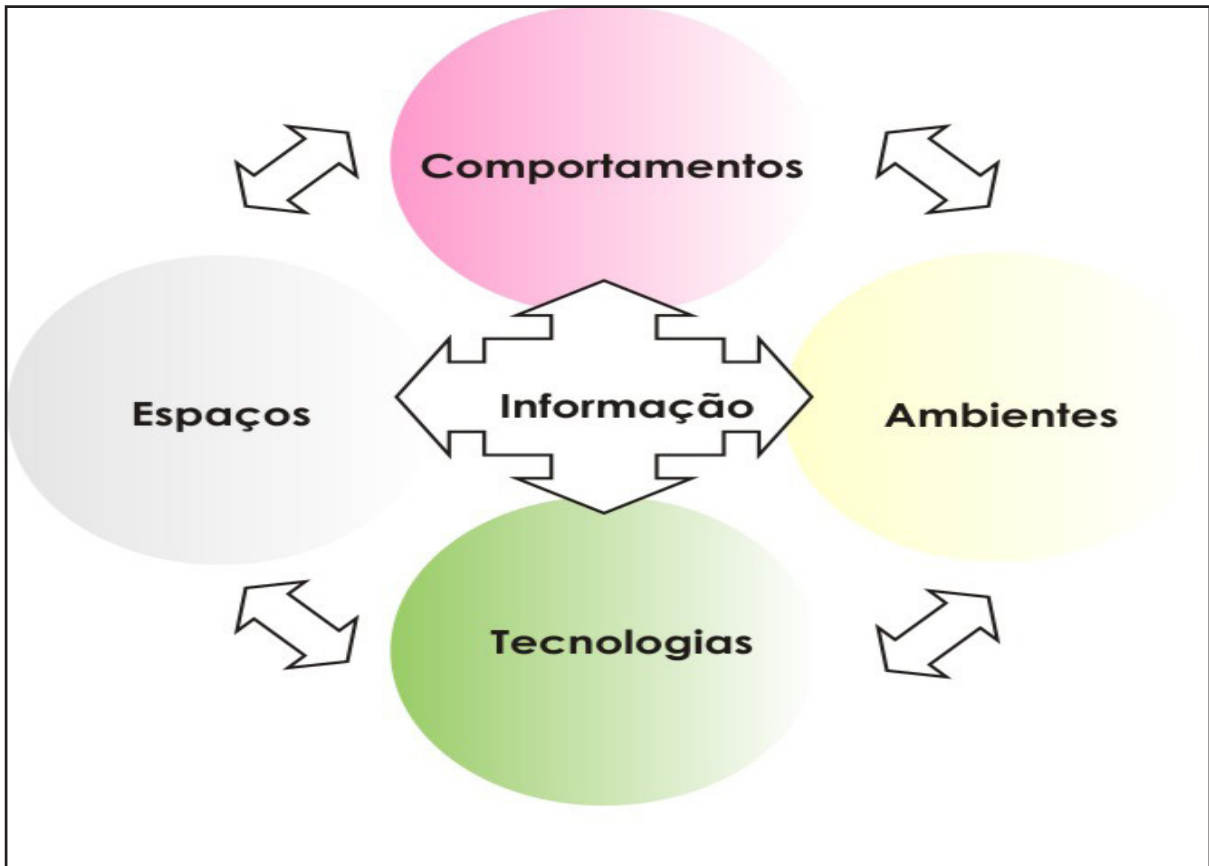 Comportamentos
Espaços
Informação
Ambientes
Tecnologias